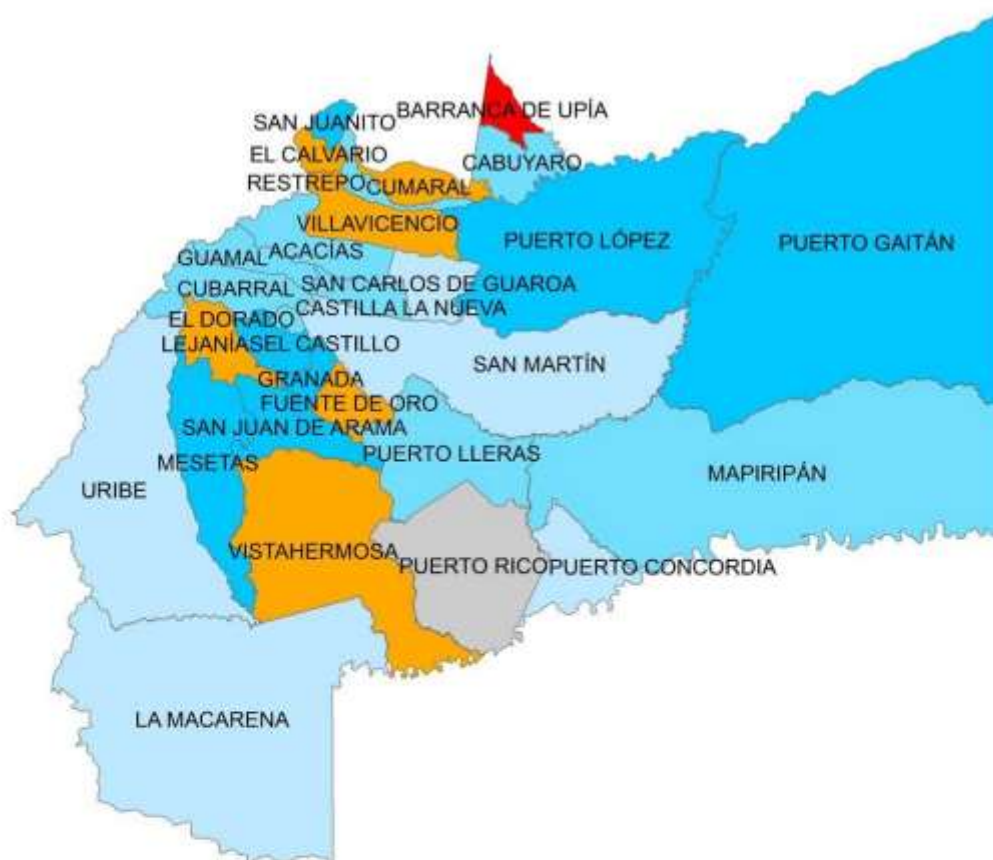 BARRANCA DE UPÍA
SAN JUANITO
EL CALVARIO
CABUYARO
RESTREPO
CUMARAL
VILLAVICENCIO
PUERTO LÓPEZ
PUERTO GAITÁN
GUAMAL
ACACÍAS
CUBARRAL
SAN CARLOS DE GUAROA
CASTILLA LA NUEVA
EL DORADO
LEJANÍAS
EL CASTILLO
SAN MARTÍN
GRANADA
FUENTE DE ORO
SAN JUAN DE ARAMA
PUERTO LLERAS
MESETAS
MAPIRIPÁN
URIBE
VISTAHERMOSA
PUERTO RICO
PUERTO CONCORDIA
LA MACARENA